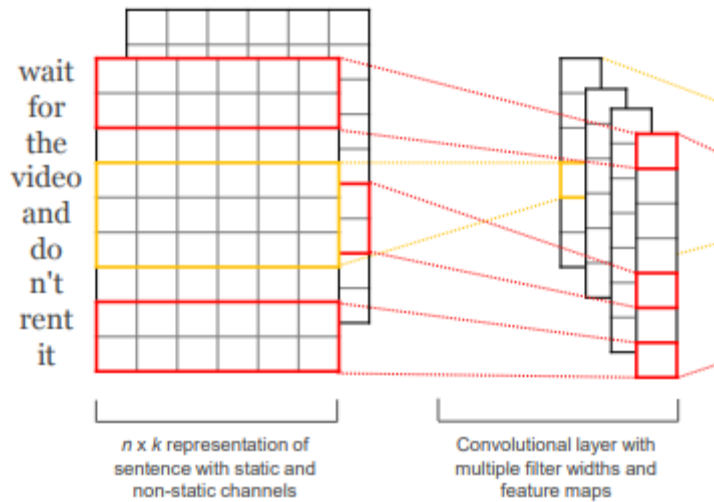 wait
for
the
video
and
do
n't
rent
it
n x k representation of
sentence with static and
non-static channels
Convolutional layer with
multiple filter widths and
feature maps